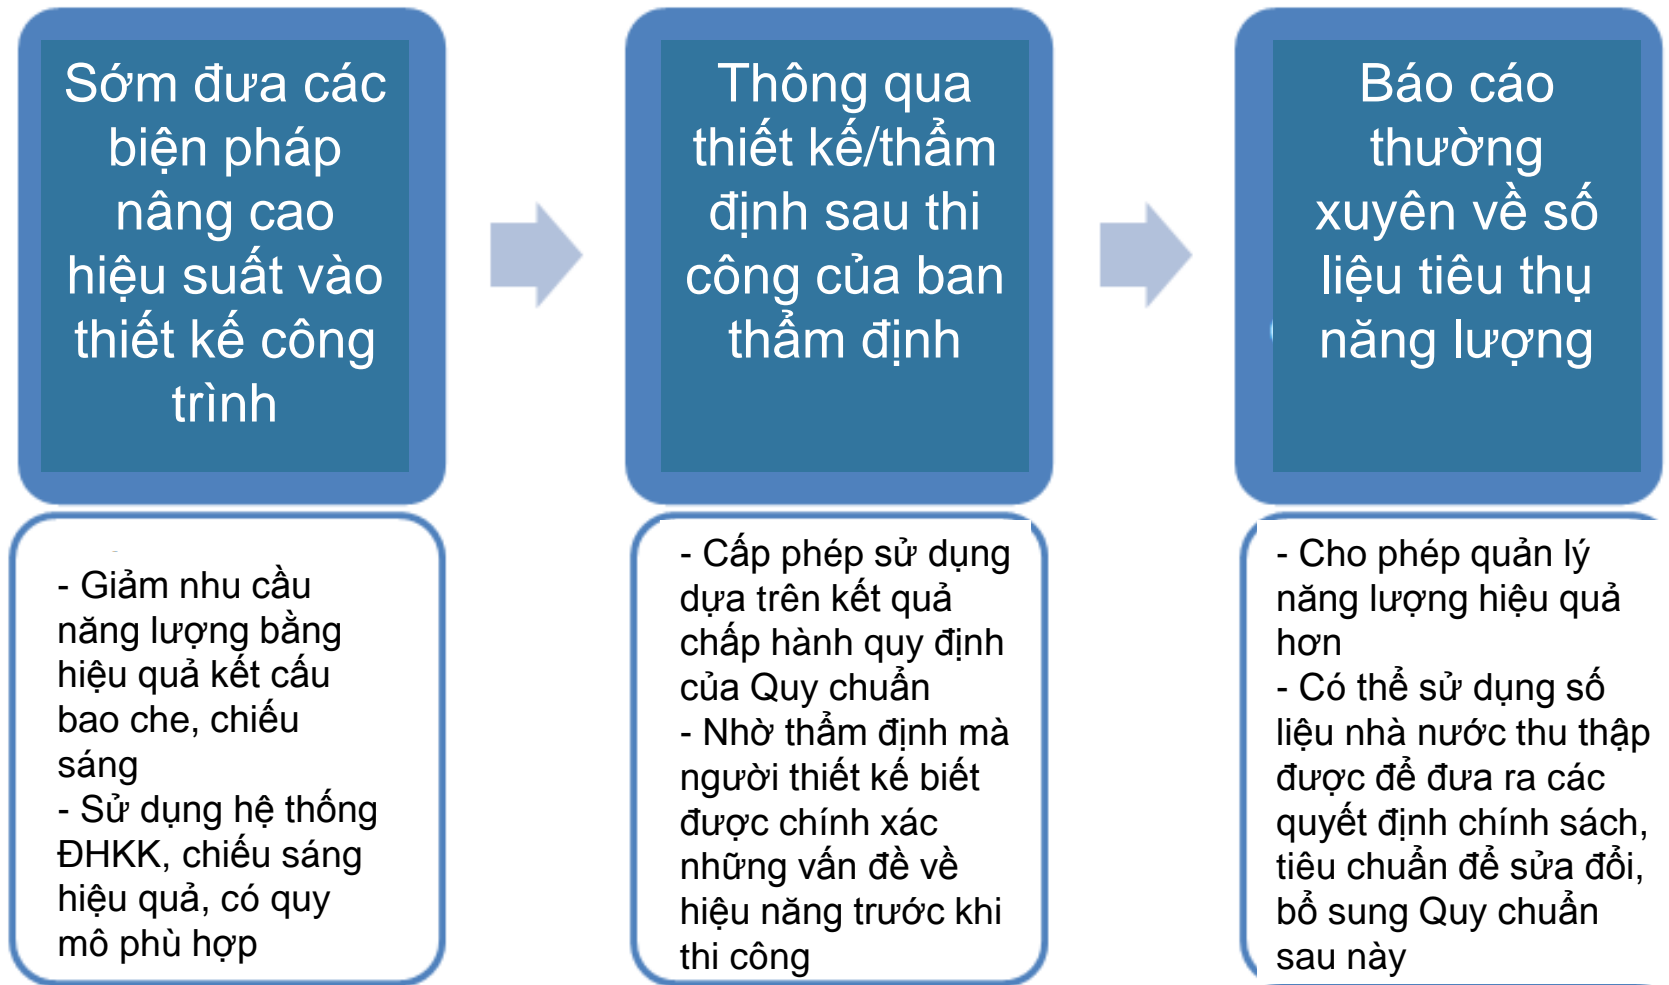 Sớm đưa các
biện pháp
nâng cao
hiệu suất vào
thiết kế công
trình
Thông qua
thiết kế/thẩm
định sau thi
công của ban
thẩm định
Báo cáo
thường
xuyên về số
liệu tiêu thụ
năng lượng
- Giảm nhu cầu
năng lượng bằng
hiệu quả kết cấu
bao che, chiếu
sáng
- Sử dụng hệ thống
ĐHKK, chiếu sáng
hiệu quả, có quy
mô phù hợp
- Cấp phép sử dụng
dựa trên kết quả
chấp hành quy định
của Quy chuẩn
- Nhờ thẩm định mà
người thiết kế biết
được chính xác
những vấn đề về
hiệu năng trước khi
thi công
- Cho phép quản lý
năng lượng hiệu quả
hơn
- Có thể sử dụng số
liệu nhà nước thu thập
được để đưa ra các
quyết định chính sách,
tiêu chuẩn để sửa đổi,
bổ sung Quy chuẩn
sau này